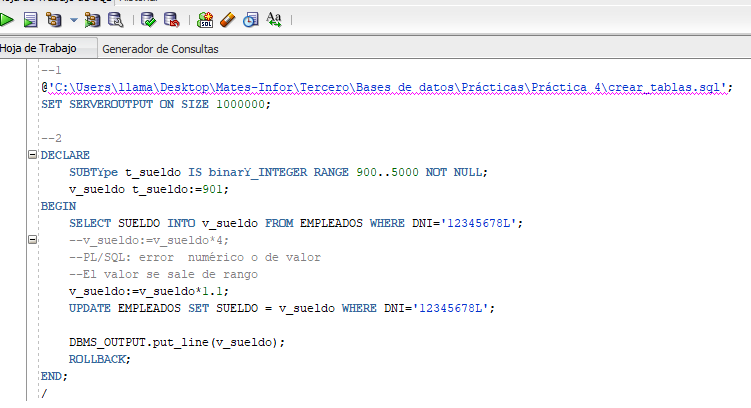 Hoja de Trabajo
Generador de Consultas
--1
@'C:\Users\llama\Desktop\Mates-Infor\Tercero\Bases de datos\Prácticas\Práctica 4\crear_tablas.sql';
SET SERVEROUTPUT ON SIZE 1000000;
--2
DECLARE
SUBTYpe t_sueldo IS binarY_INTEGER RANGE 900..5000 NOT NULL;
v_sueldo t_sueldo:=901;
BEGIN
SELECT SUELDO INTO v_sueldo FROM EMPLEADOS WHERE DNI='12345678L';
--v_sueldo:=v_sueldo*4;
--PL/SQL: error  numérico o de valor
--El valor se sale de rango
v_sueldo:=v_sueldo*1.1;
UPDATE EMPLEADOS SET SUELDO = v_sueldo WHERE DNI='12345678L';
DBMS_OUTPUT.put_line(v_sueldo);
ROLLBACK;
END;
/